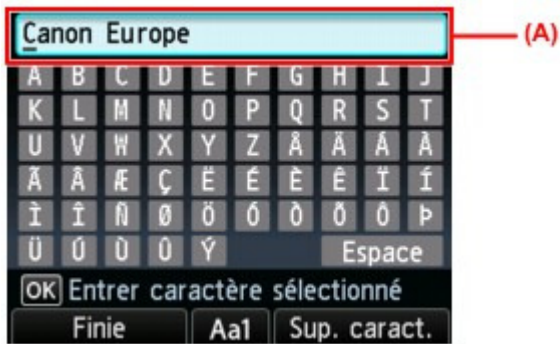 Canon Europe (A)
A B C D E F G H I J
K L M N O P Q R S T
U V W X Y Z Å Ä Á À
Ã Â Æ Ç Ë É È Ê Ï Í
Ì Î Ñ Ø Ö Ó Ò Õ Ô Þ
Ü Ú Ù Û Ý Espace
OK Entrer caractère sélectionné
Finie Aa1 Sup. caract.